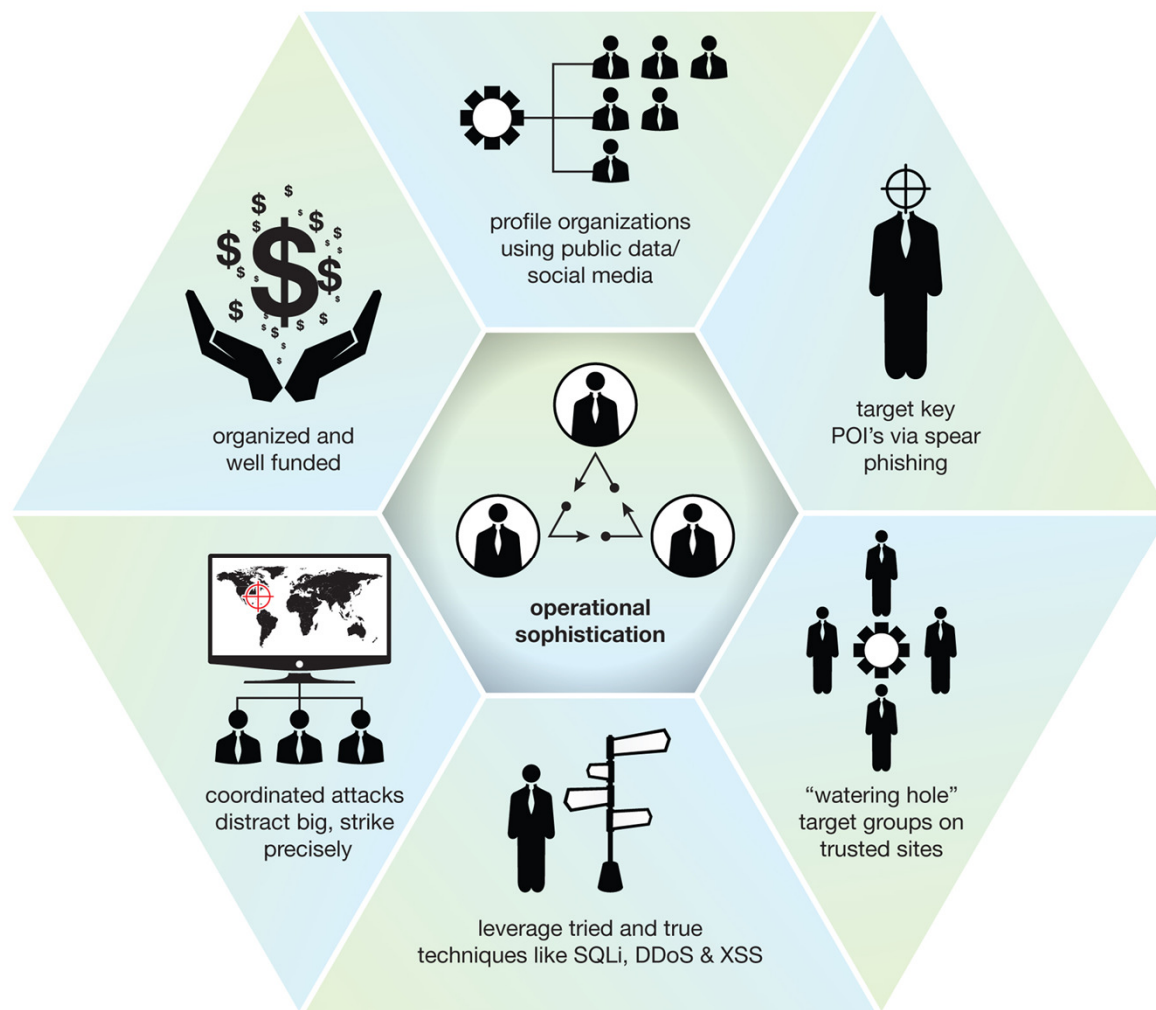 profile organizations
using public data/
social media
organized and
well funded
target key
POI's via spear
phishing
operational
sophistication
coordinated attacks
distract big, strike
precisely
“watering hole”
target groups on
trusted sites
leverage tried and true
techniques like SQLi, DDoS & XSS